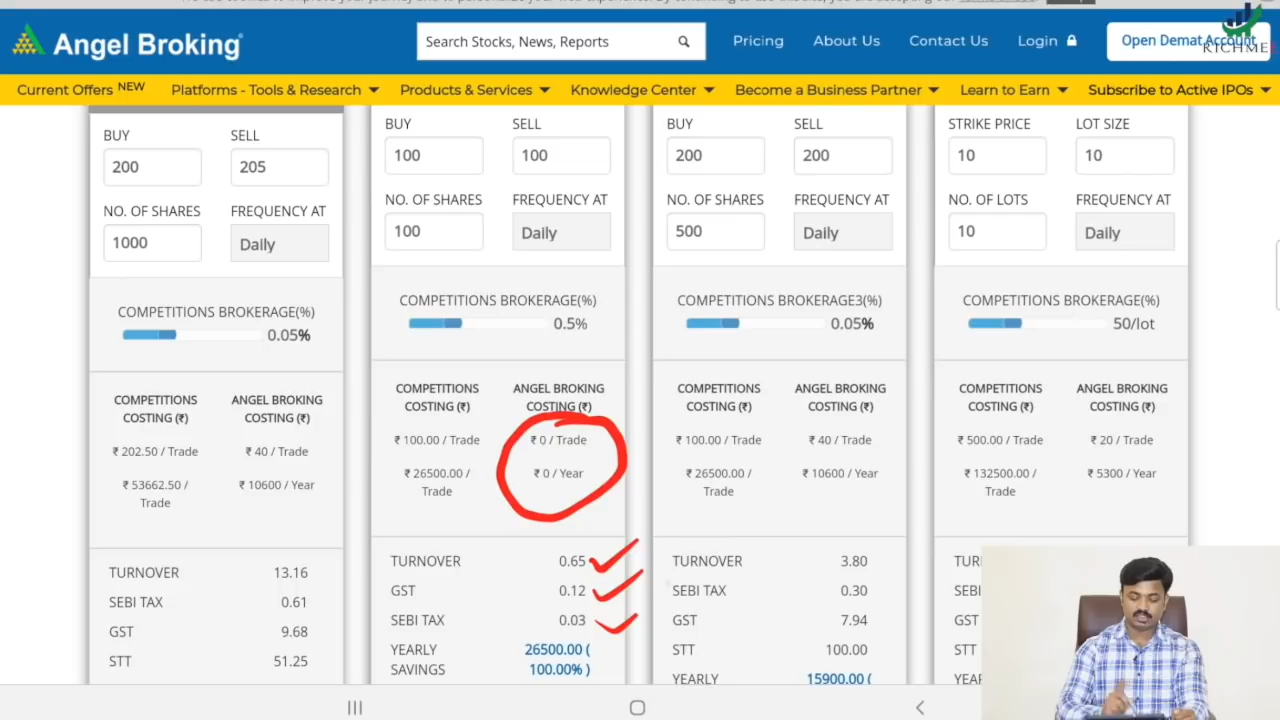 Angel Broking
Search Stocks, News, Reports
Pricing
About Us
Contact Us
Login
Open Demat Account
RICHME
Current Offers NEW
Platforms - Tools & Research
Products & Services
Knowledge Center
Become a Business Partner
Learn to Earn
Subscribe to Active IPOs
BUY SELL
200 205
NO. OF SHARES FREQUENCY AT
1000 Daily
COMPETITIONS BROKERAGE(%)
0.05%
COMPETITIONS COSTING (₹)
ANGEL BROKING COSTING (₹)
₹ 202.50 / Trade ₹ 40 / Trade
₹ 53662.50 / Trade ₹ 10600 / Year
TURNOVER 13.16
SEBI TAX 0.61
GST 9.68
STT 51.25
BUY SELL
100 100
NO. OF SHARES FREQUENCY AT
100 Daily
COMPETITIONS BROKERAGE(%)
0.5%
COMPETITIONS COSTING (₹)
ANGEL BROKING COSTING (₹)
₹ 100.00 / Trade ₹ 0 / Trade
₹ 26500.00 / Trade ₹ 0 / Year
TURNOVER 0.65
GST 0.12
SEBI TAX 0.03
YEARLY SAVINGS 26500.00 ( 100.00% )
BUY SELL
200 200
NO. OF SHARES FREQUENCY AT
500 Daily
COMPETITIONS BROKERAGE3(%)
0.05%
COMPETITIONS COSTING (₹)
ANGEL BROKING COSTING (₹)
₹ 100.00 / Trade ₹ 40 / Trade
₹ 26500.00 / Trade ₹ 10600 / Year
TURNOVER 3.80
SEBI TAX 0.30
GST 7.94
STT 100.00
YEARLY 15900.00 (
STRIKE PRICE LOT SIZE
10 10
NO. OF LOTS FREQUENCY AT
10 Daily
COMPETITIONS BROKERAGE(%)
50/lot
COMPETITIONS COSTING (₹)
ANGEL BROKING COSTING (₹)
₹ 500.00 / Trade ₹ 20 / Trade
₹ 132500.00 / Trade ₹ 5300 / Year
SEBI
GST
STT